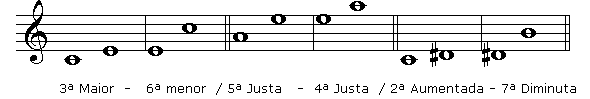 3ª Maior - 6ª menor / 5ª Justa - 4ª Justa / 2ª Aumentada - 7ª Diminuta